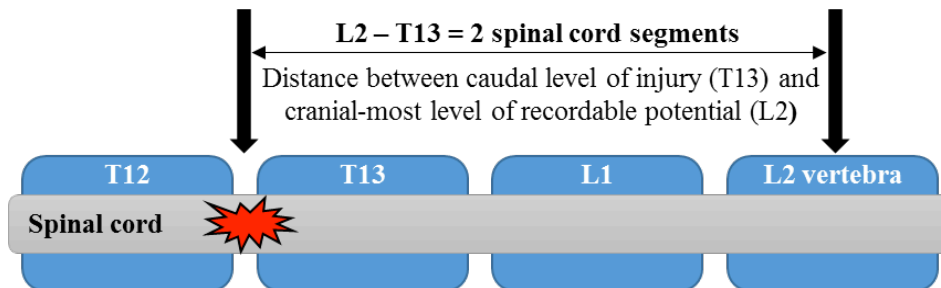 L2 – T13 = 2 spinal cord segments
Distance between caudal level of injury (T13) and
cranial-most level of recordable potential (L2)
T12 T13 L1 L2 vertebra
Spinal cord